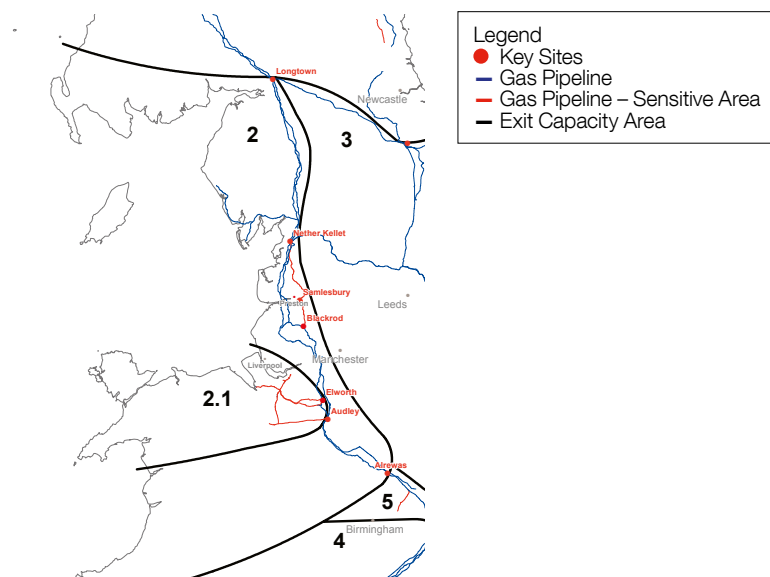 Legend
Key Sites
Gas Pipeline
Gas Pipeline – Sensitive Area
Exit Capacity Area
Longtown
Newcastle
2
3
Nether Kellet
Samlesbury
Preston
Leeds
Blackrod
Manchester
Liverpool
2.1
Elworth
Audley
Alrewas
5
Birmingham
4